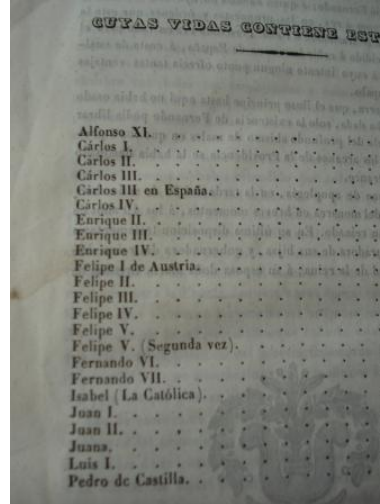 CUYAS VIDAS CONTIENE EST
Alfonso XI.
Cárlos I.
Cárlos II.
Cárlos III.
Cárlos III en España.
Cárlos IV.
Enrique II.
Enrique III.
Enrique IV.
Felipe I de Austria.
Felipe II.
Felipe III.
Felipe IV.
Felipe V.
Felipe V. (Segunda vez).
Fernando VI.
Fernando VII.
Isabel (La Católica).
Juan I.
Juan II.
Juana.
Luis I.
Pedro de Castilla.